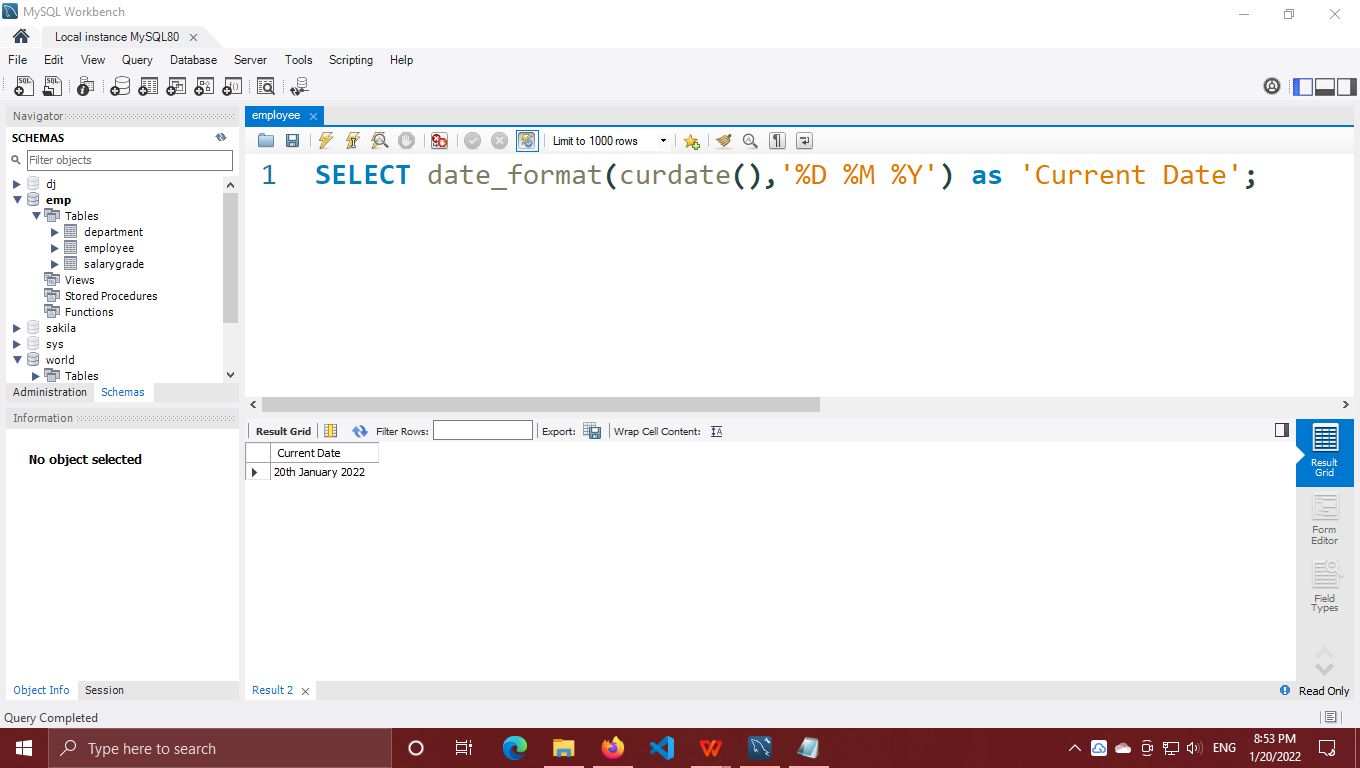 MySQL Workbench
Local instance MySQL80
File Edit View Query Database Server Tools Scripting Help
Navigator
SCHEMAS
Filter objects
dj
emp
Tables
department
employee
salarygrade
Views
Stored Procedures
Functions
sakila
sys
world
Tables
Administration Schemas
Information
No object selected
Object Info Session
employee
Limit to 1000 rows
1 SELECT date_format(curdate(),'%D %M %Y') as 'Current Date';
Result Grid Filter Rows: Export: Wrap Cell Content:
Current Date
20th January 2022
Result Grid
Form Editor
Field Types
Result 2
Read Only
Query Completed
Type here to search
ENG
8:53 PM
1/20/2022